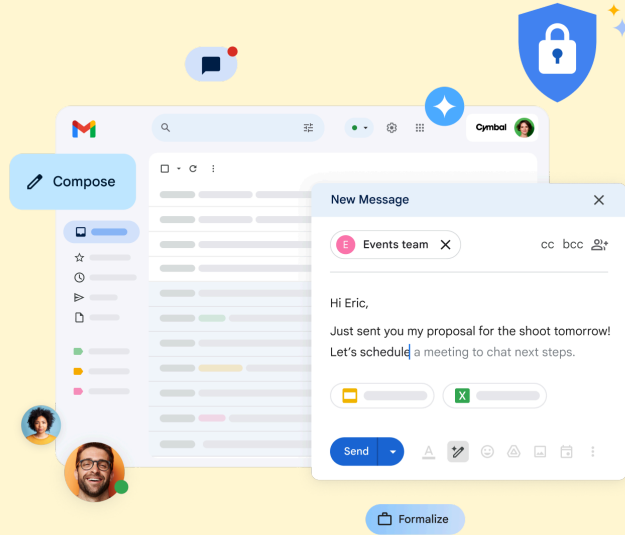 Cymbal
Compose
New Message
E Events team
cc bcc
Hi Eric,
Just sent you my proposal for the shoot tomorrow!
Let's schedule a meeting to chat next steps.
X
Send
A
Formalize